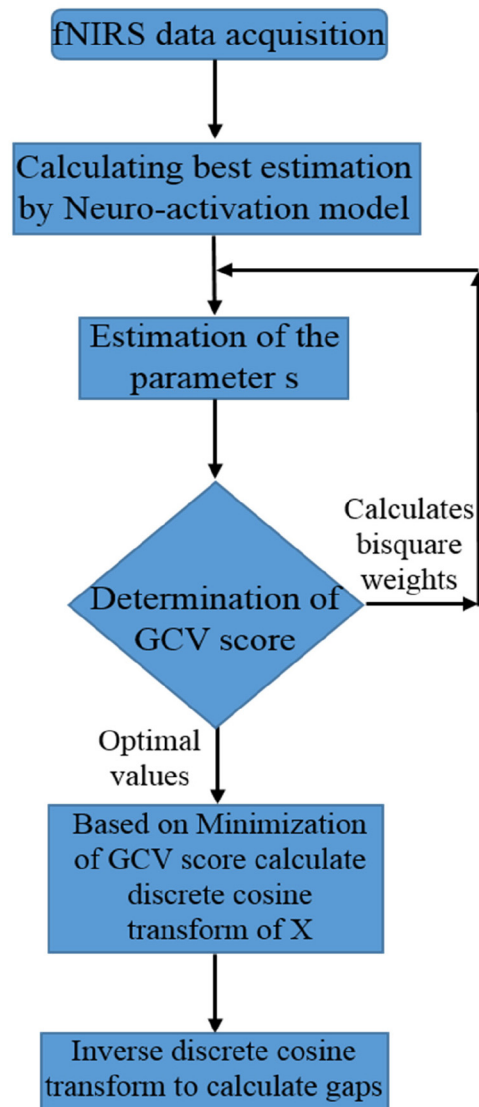 fNIRS data acquisition
Calculating best estimation
by Neuro-activation model
Estimation of the
parameter s
Calculates
bisquare
weights
Determination of
GCV score
Optimal
values
Based on Minimization
of GCV score calculate
discrete cosine
transform of X
Inverse discrete cosine
transform to calculate gaps